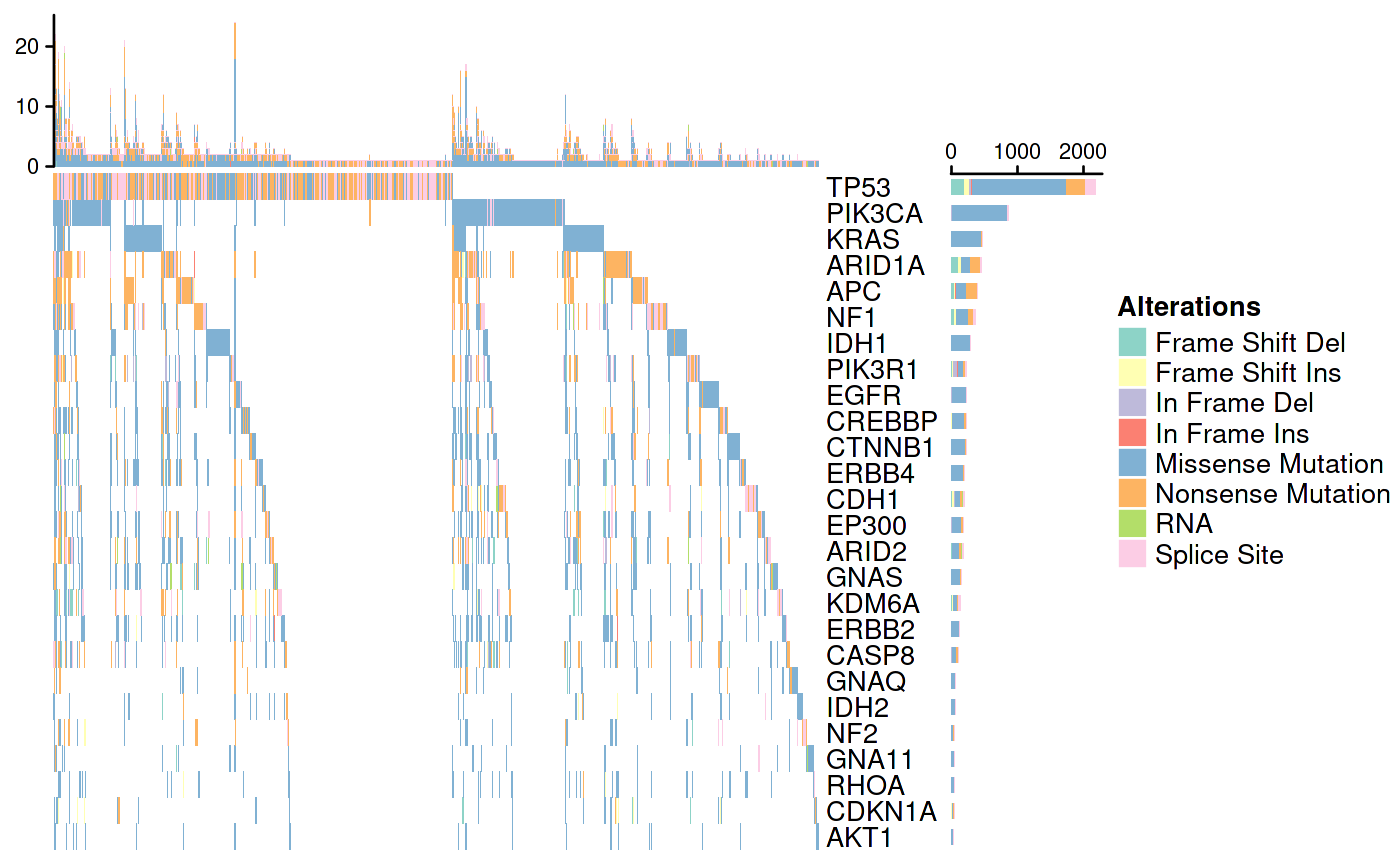 20
10
0
0 1000 2000
TP53
PIK3CA
KRAS
ARID1A
APC
NF1
IDH1
PIK3R1
EGFR
CREBBP
CTNNB1
ERBB4
CDH1
EP300
ARID2
GNAS
KDM6A
ERBB2
CASP8
GNAQ
IDH2
NF2
GNA11
RHOA
CDKN1A
AKT1
Alterations
Frame Shift Del
Frame Shift Ins
In Frame Del
In Frame Ins
Missense Mutation
Nonsense Mutation
RNA
Splice Site